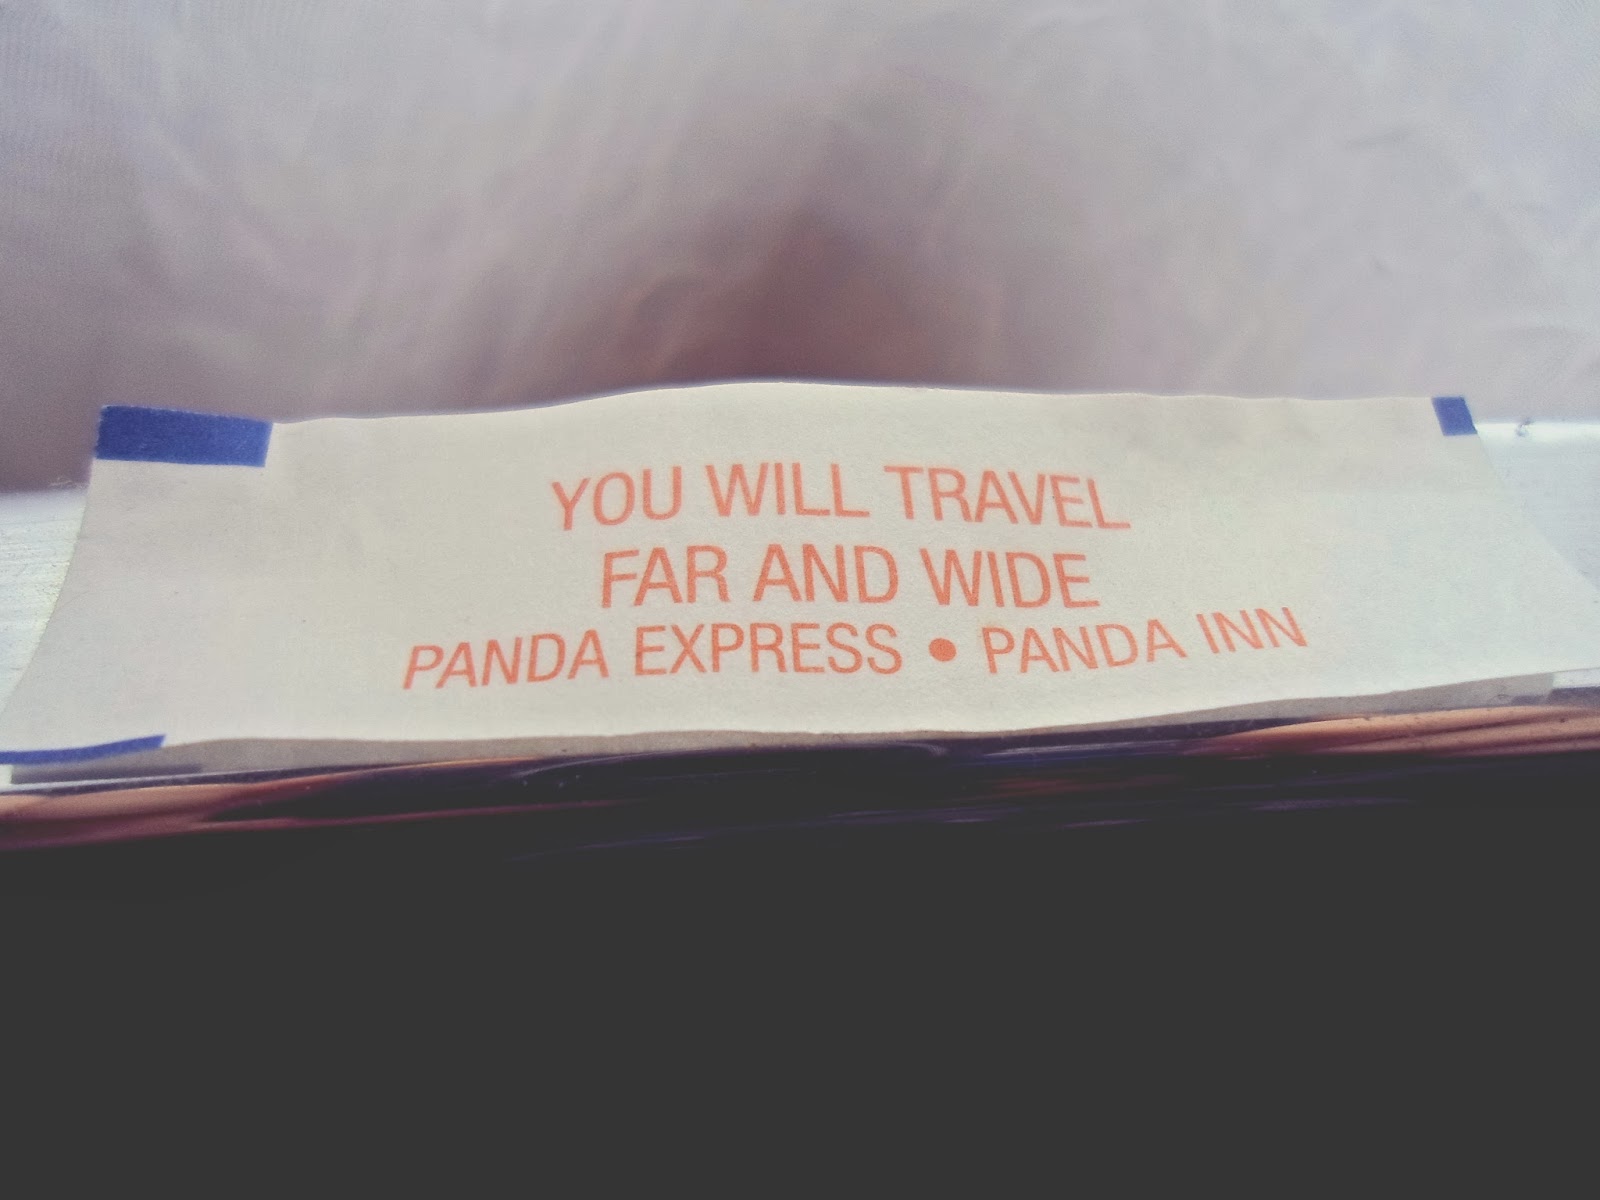 YOU WILL TRAVEL
FAR AND WIDE
PANDA EXPRESS • PANDA INN